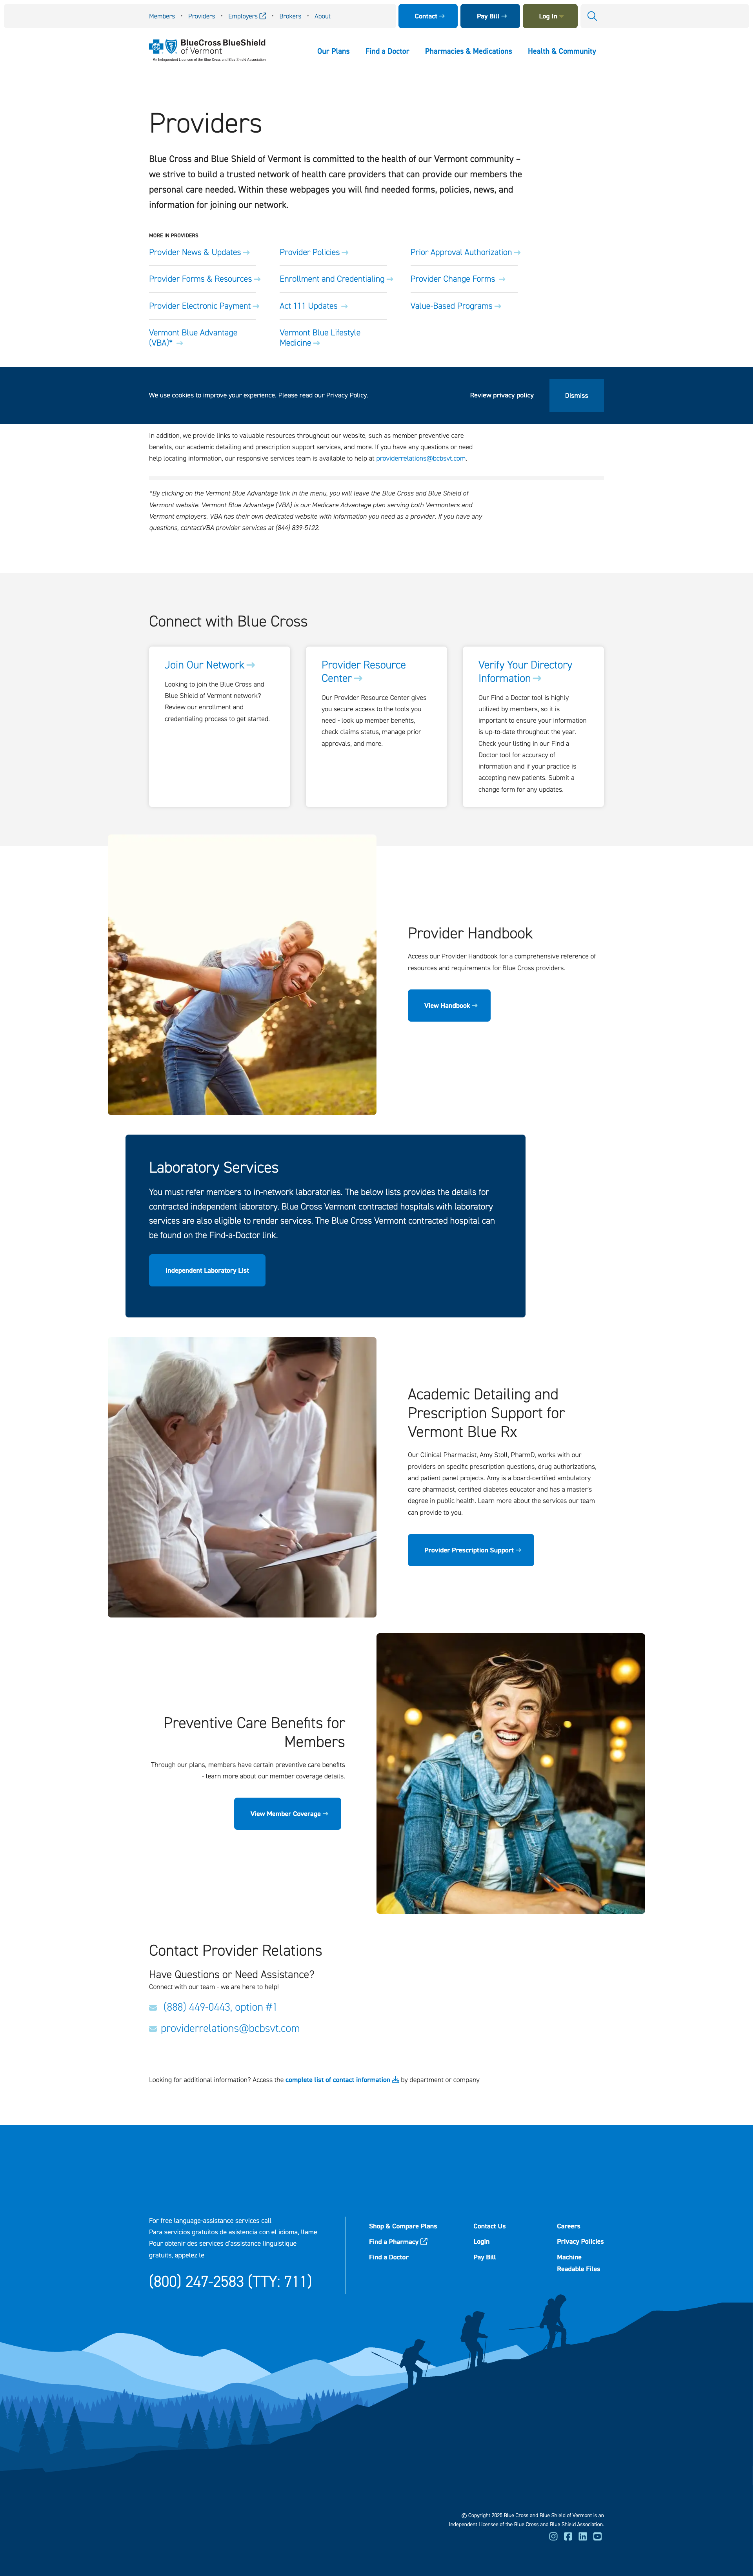 Members • Providers • Employers • Brokers • About
Contact → Pay Bill → Log In
BlueCross BlueShield
of Vermont
An Independent Licensee of the Blue Cross and Blue Shield Association.
Our Plans Find a Doctor Pharmacies & Medications Health & Community
Providers
Blue Cross and Blue Shield of Vermont is committed to the health of our Vermont community –
we strive to build a trusted network of health care providers that can provide our members the
personal care needed. Within these webpages you will find needed forms, policies, news, and
information for joining our network.
MORE IN PROVIDERS
Provider News & Updates → Provider Policies → Prior Approval Authorization →
Provider Forms & Resources → Enrollment and Credentialing → Provider Change Forms →
Provider Electronic Payment → Act 111 Updates → Value-Based Programs →
Vermont Blue Advantage
(VBA)* →
Vermont Blue Lifestyle
Medicine →
We use cookies to improve your experience. Please read our Privacy Policy.
Review privacy policy
Dismiss
In addition, we provide links to valuable resources throughout our website, such as member preventive care
benefits, our academic detailing and prescription support services, and more. If you have any questions or need
help locating information, our responsive services team is available to help at providerrelations@bcbsvt.com.
*By clicking on the Vermont Blue Advantage link in the menu, you will leave the Blue Cross and Blue Shield of
Vermont website. Vermont Blue Advantage (VBA) is our Medicare Advantage plan serving both Vermonters and
Vermont employers. VBA has their own dedicated website with information you need as a provider. If you have any
questions, contactVBA provider services at (844) 839-5122.
Connect with Blue Cross
Join Our Network →
Looking to join the Blue Cross and
Blue Shield of Vermont network?
Review our enrollment and
credentialing process to get started.
Provider Resource
Center →
Our Provider Resource Center gives
you secure access to the tools you
need - look up member benefits,
check claims status, manage prior
approvals, and more.
Verify Your Directory
Information →
Our Find a Doctor tool is highly
utilized by members, so it is
important to ensure your information
is up-to-date throughout the year.
Check your listing in our Find a
Doctor tool for accuracy of
information and if your practice is
accepting new patients. Submit a
change form for any updates.
Provider Handbook
Access our Provider Handbook for a comprehensive reference of
resources and requirements for Blue Cross providers.
View Handbook →
Laboratory Services
You must refer members to in-network laboratories. The below lists provides the details for
contracted independent laboratory. Blue Cross Vermont contracted hospitals with laboratory
services are also eligible to render services. The Blue Cross Vermont contracted hospital can
be found on the Find-a-Doctor link.
Independent Laboratory List
Academic Detailing and
Prescription Support for
Vermont Blue Rx
Our Clinical Pharmacist, Amy Stoll, PharmD, works with our
providers on specific prescription questions, drug authorizations,
and patient panel projects. Amy is a board-certified ambulatory
care pharmacist, certified diabetes educator and has a master's
degree in public health. Learn more about the services our team
can provide to you.
Provider Prescription Support →
Preventive Care Benefits for
Members
Through our plans, members have certain preventive care benefits
- learn more about our member coverage details.
View Member Coverage →
Contact Provider Relations
Have Questions or Need Assistance?
Connect with our team - we are here to help!
(888) 449-0443, option #1
providerrelations@bcbsvt.com
Looking for additional information? Access the complete list of contact information by department or company
For free language-assistance services call
Para servicios gratuitos de asistencia con el idioma, llame
Pour obtenir des services d'assistance linguistique
gratuits, appelez le
(800) 247-2583 (TTY: 711)
Shop & Compare Plans
Find a Pharmacy
Find a Doctor
Contact Us
Login
Pay Bill
Careers
Privacy Policies
Machine
Readable Files
© Copyright 2025 Blue Cross and Blue Shield of Vermont is an
Independent Licensee of the Blue Cross and Blue Shield Association.